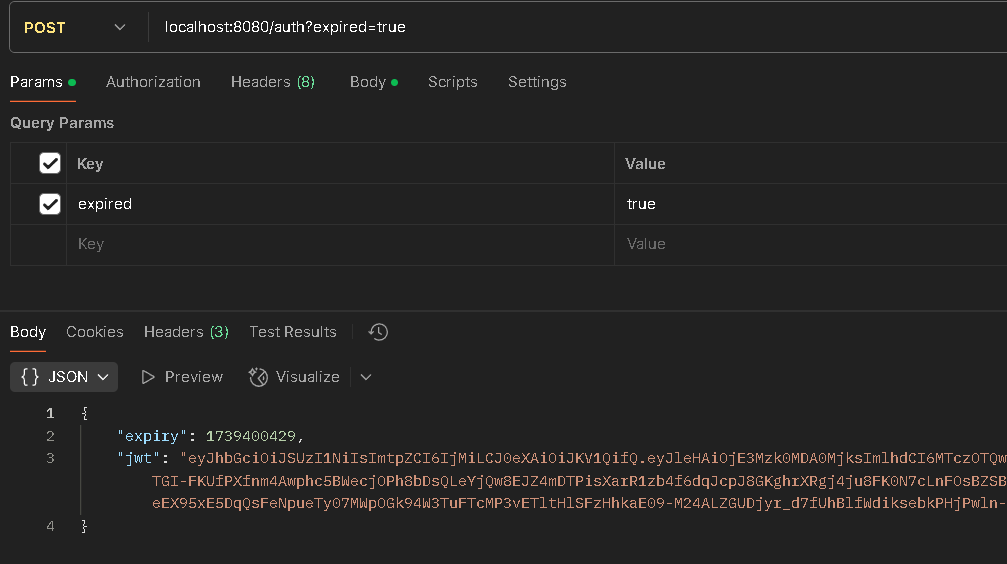 POST localhost:8080/auth?expired=true
Params Authorization Headers (8) Body Scripts Settings
Query Params
Key Value
expired true
Key Value
Body Cookies Headers (3) Test Results
{} JSON Preview Visualize
1 {
2 "expiry": 1739400429,
3 "jwt": "eyJhbGciOiJSUzI1NiIsImtpZCI6IjMiLCJ0eXAiOiJKV1QifQ.eyJleHAiOjE3Mzk0MDA0MjksImlhdCI6MTczOTQw
TGI-FKUfPXfnm4Awphc5BWecjOPh8bDsQLeYjQw8EJZ4mDTPisXarR1zb4f6dqJcpJ8GKghrXRgj4ju8FK0N7cLnFOsBZSB
eEX95xE5DqQsFeNpueTy07MWpOGk94W3TuFTcMP3vETltHlSFzHhkaE09-M24ALZGUDjyr_d7fUhBlfWdiksebkPHjPwln-
4 }